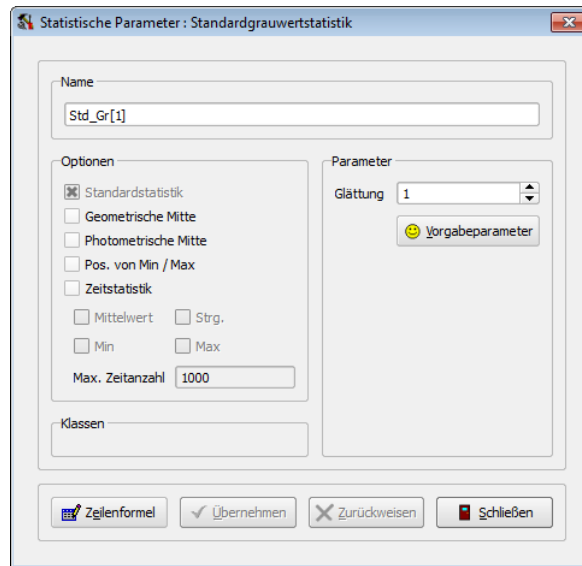 Statistische Parameter : Standardgrauwertstatistik
Name
Std_Gr[1]
Optionen
Standardstatistik
Geometrische Mitte
Photometrische Mitte
Pos. von Min / Max
Zeitstatistik
Mittelwert Strg.
Min Max
Max. Zeitanzahl 1000
Klassen
Parameter
Glättung 1
Vorgabeparameter
Zeilenformel Übernehmen Zurückweisen Schließen